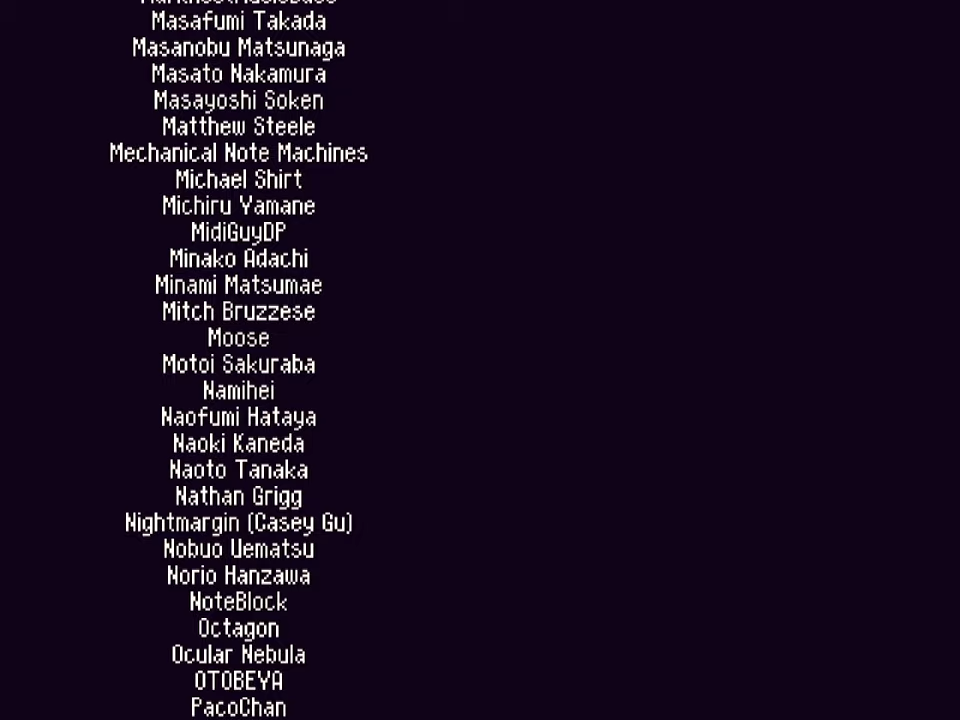 Masafumi Takada
Masanobu Matsunaga
Masato Nakamura
Masayoshi Soken
Matthew Steele
Mechanical Note Machines
Michael Shirt
Michiru Yamane
MidiGuyDP
Minako Adachi
Minami Matsumae
Mitch Bruzzese
Moose
Motoi Sakuraba
Namihei
Naofumi Hataya
Naoki Kaneda
Naoto Tanaka
Nathan Grigg
Nightmargin (Casey Gu)
Nobuo Uematsu
Norio Hanzawa
NoteBlock
Octagon
Ocular Nebula
OTOBEYA
PacoChan